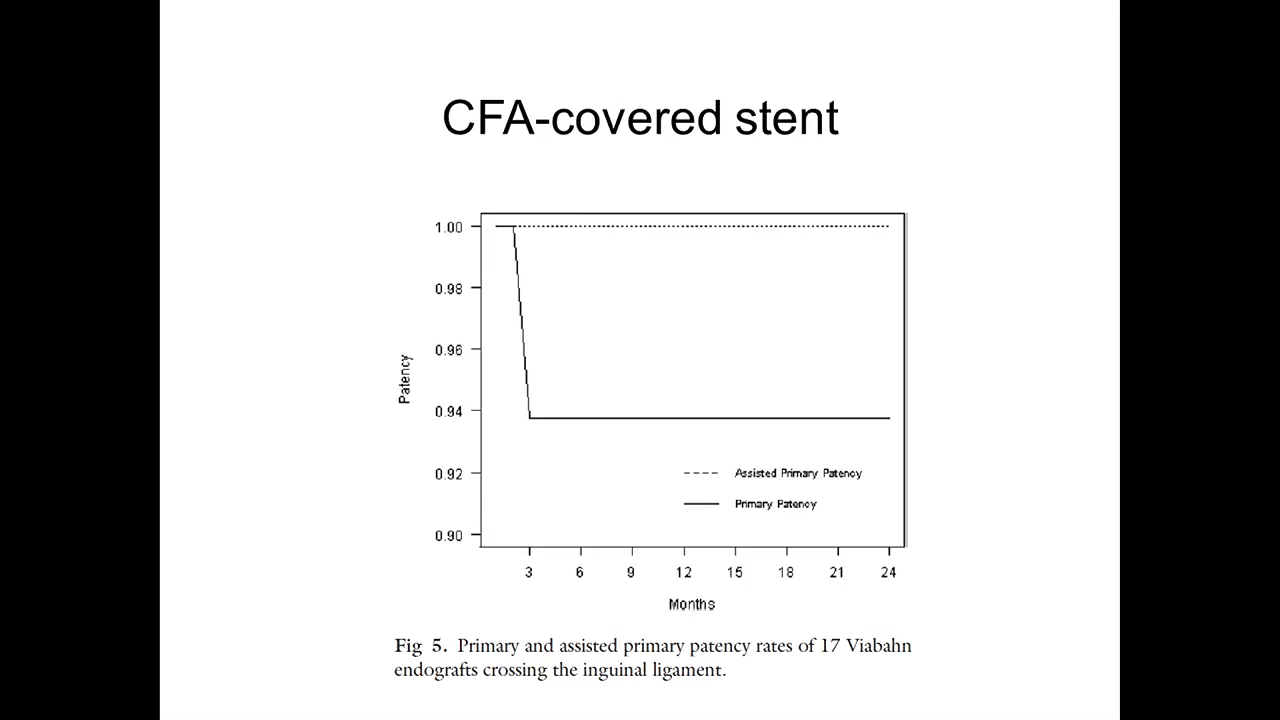 CFA-covered stent
1.00
0.98
0.96
0.94
0.92
0.90
Patency
Assisted Primary Patency
Primary Patency
3 6 9 12 15 18 21 24
Months
Fig 5. Primary and assisted primary patency rates of 17 Viabahn
endografts crossing the inguinal ligament.